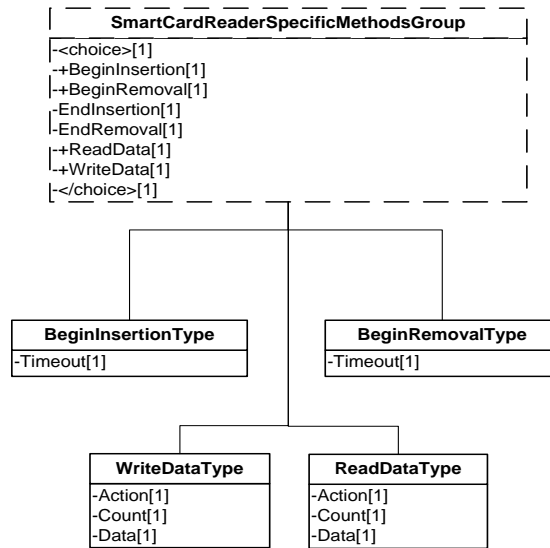 SmartCardReaderSpecificMethodsGroup
-<choice>[1]
-+BeginInsertion[1]
-+BeginRemoval[1]
-EndInsertion[1]
-EndRemoval[1]
-+ReadData[1]
-+WriteData[1]
-</choice>[1]
BeginInsertionType
-Timeout[1]
BeginRemovalType
-Timeout[1]
WriteDataType
-Action[1]
-Count[1]
-Data[1]
ReadDataType
-Action[1]
-Count[1]
-Data[1]